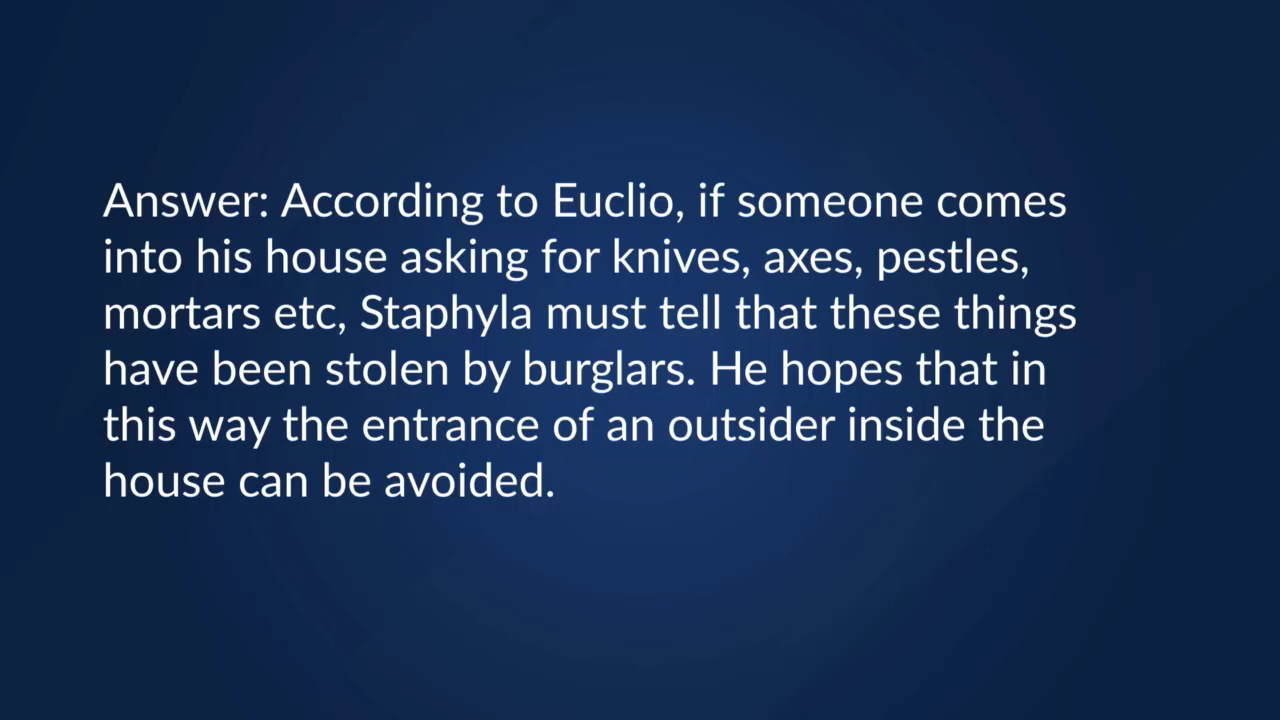 Answer: According to Euclio, if someone comes
into his house asking for knives, axes, pestles,
mortars etc, Staphyla must tell that these things
have been stolen by burglars. He hopes that in
this way the entrance of an outsider inside the
house can be avoided.